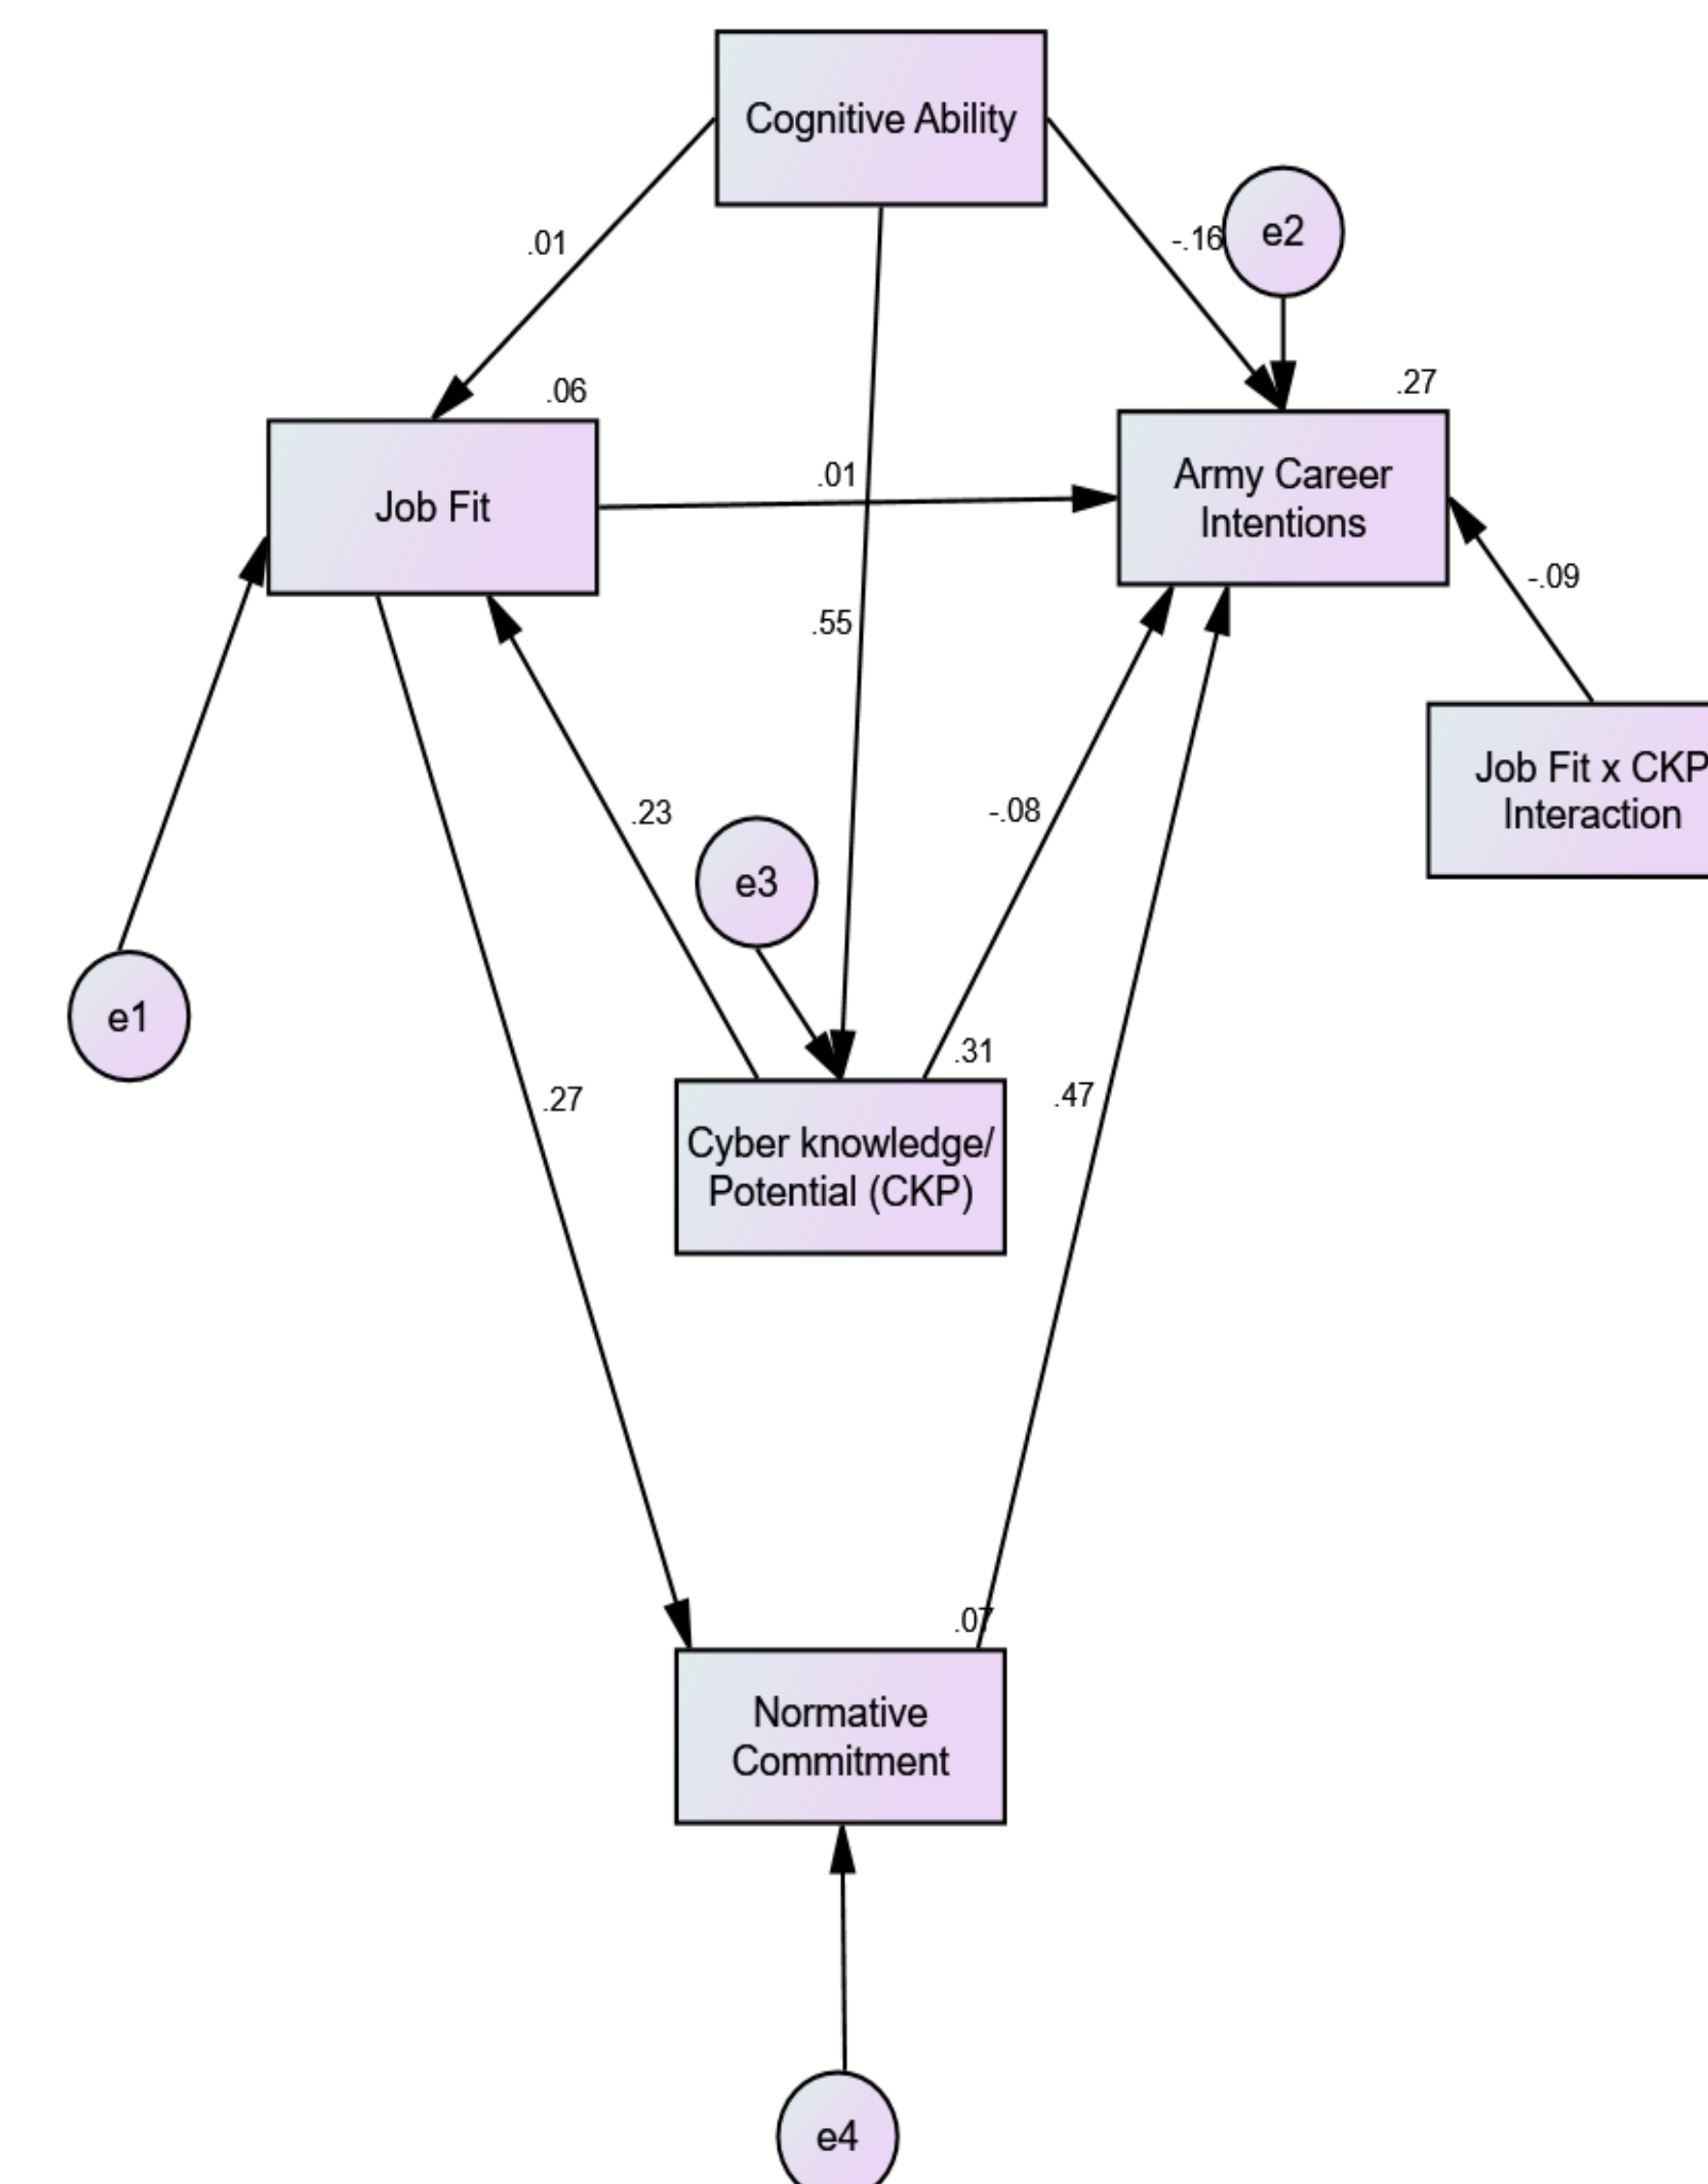 Cognitive Ability
e2
-.16
.01
.27
.06
Army Career
Intentions
.01
Job Fit
-.09
.55
Job Fit x CKP
Interaction
.23
-.08
e3
e1
.31
.47
.27
Cyber knowledge/
Potential (CKP)
.07
Normative
Commitment
e4